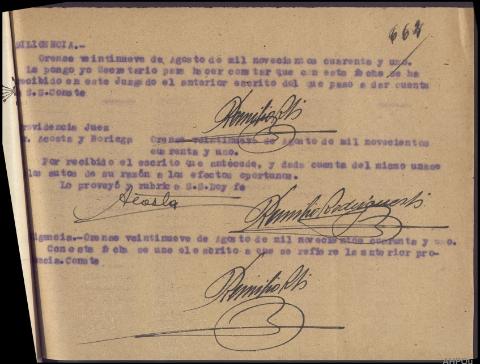 668
DILIGENCIA.-
Orense veintinueve de Agosto de mil novecientos cuarenta y uno.
La pongo yo Secretario para hacer constar que con esta fecha se ha
recibido en este Juzgado el anterior escrito del que paso a dar cuenta
S.S. Conste
Providencia Juez
Acosta y Noriega Orense veintinueve de Agosto de mil novecientos
cuarenta y uno.
Por recibido el escrito que antecede, y dada cuenta del mismo unase
los autos de su razón a los efectos oportunos.
Lo proveyó y rubrica S.S. Doy fé
Acosta
Diligencia.-Orense veintinueve de Agosto de mil novecientos cuarenta y uno.
Con esta fecha se une el escrito a que se refiere la anterior pro-
dencia. Conste